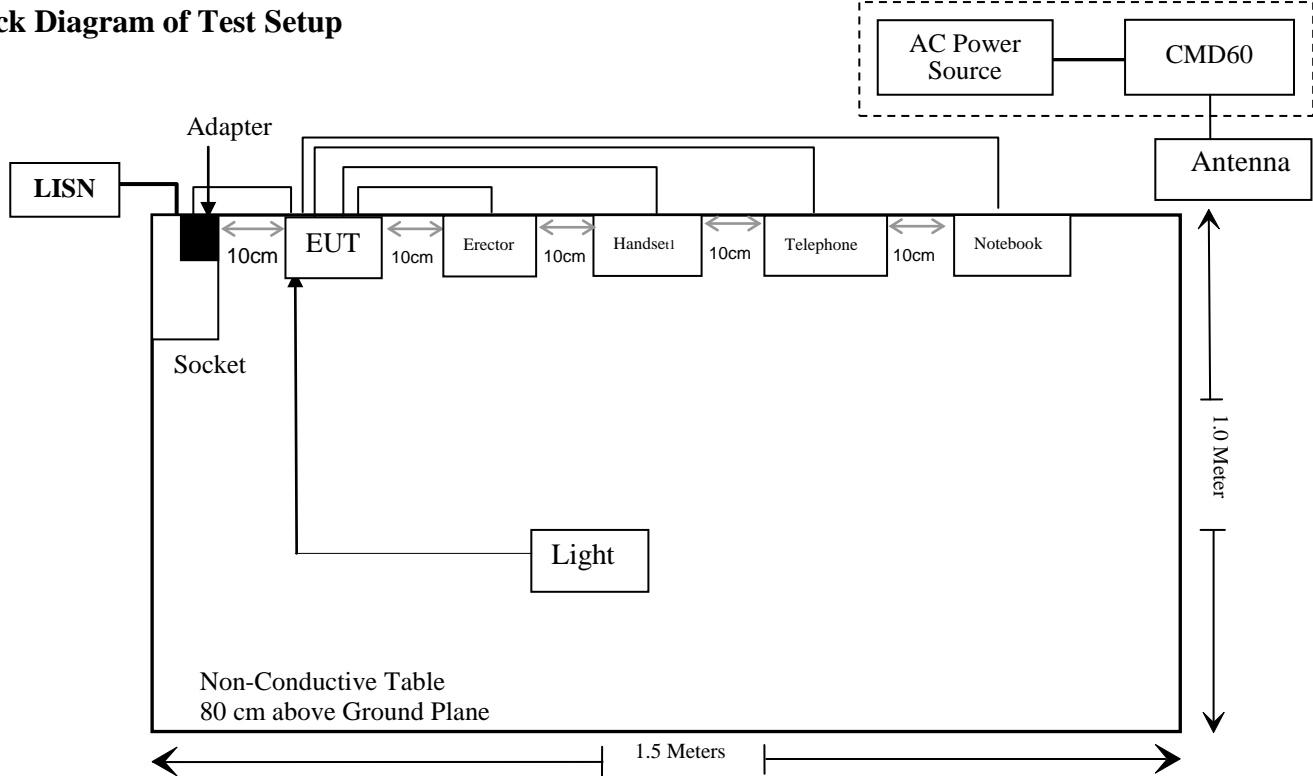 ck Diagram of Test Setup
AC Power
Source
CMD60
Adapter
Antenna
LISN
EUT
Erector
Handset1
Telephone
Notebook
10cm
10cm
10cm
10cm
10cm
Socket
1.0 Meter
Light
Non-Conductive Table
80 cm above Ground Plane
1.5 Meters